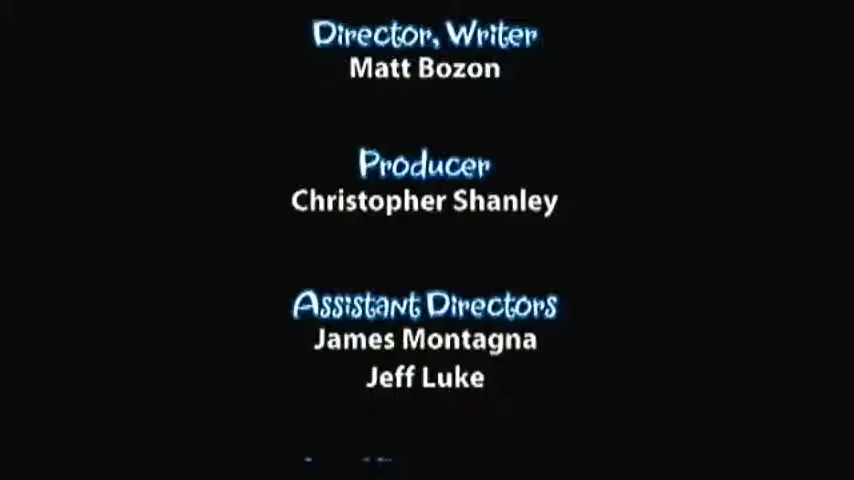 Director, Writer
Matt Bozon
Producer
Christopher Shanley
Assistant Directors
James Montagna
Jeff Luke